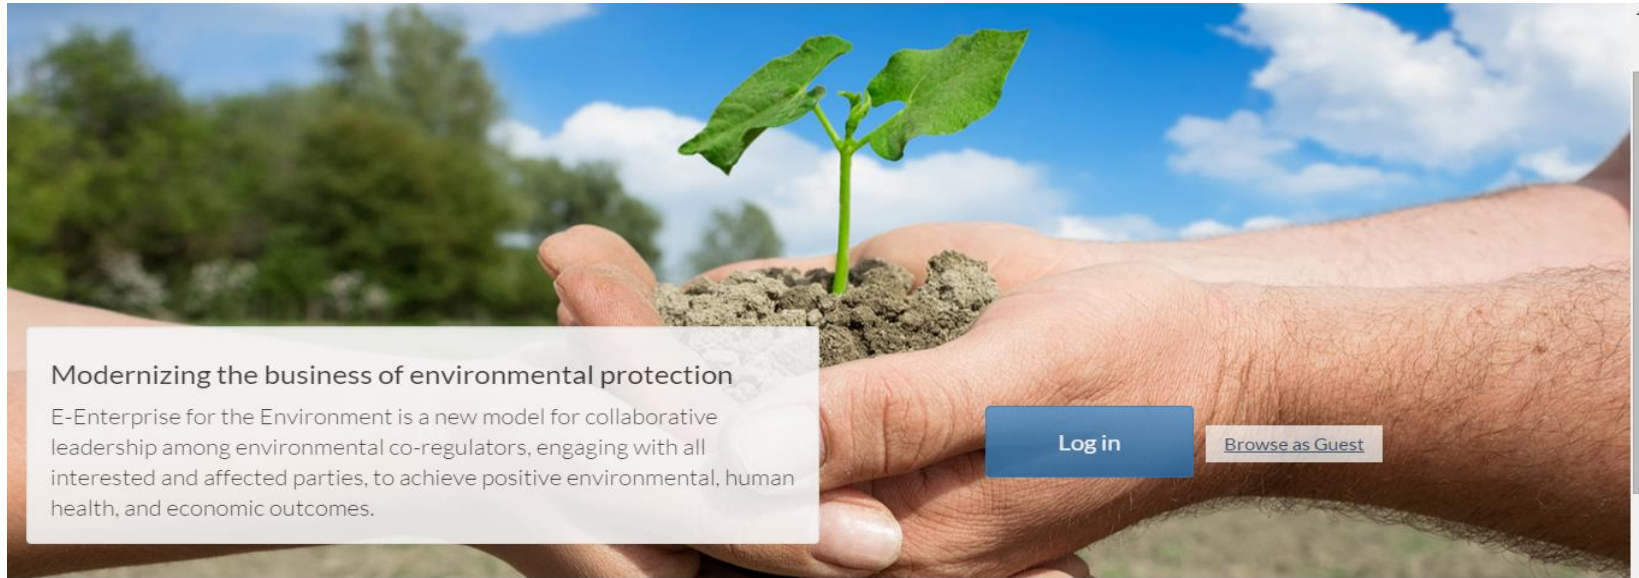 Modernizing the business of environmental protection
E-Enterprise for the Environment is a new model for collaborative
leadership among environmental co-regulators, engaging with all
interested and affected parties, to achieve positive environmental, human
health, and economic outcomes.
Log in
Browse as Guest